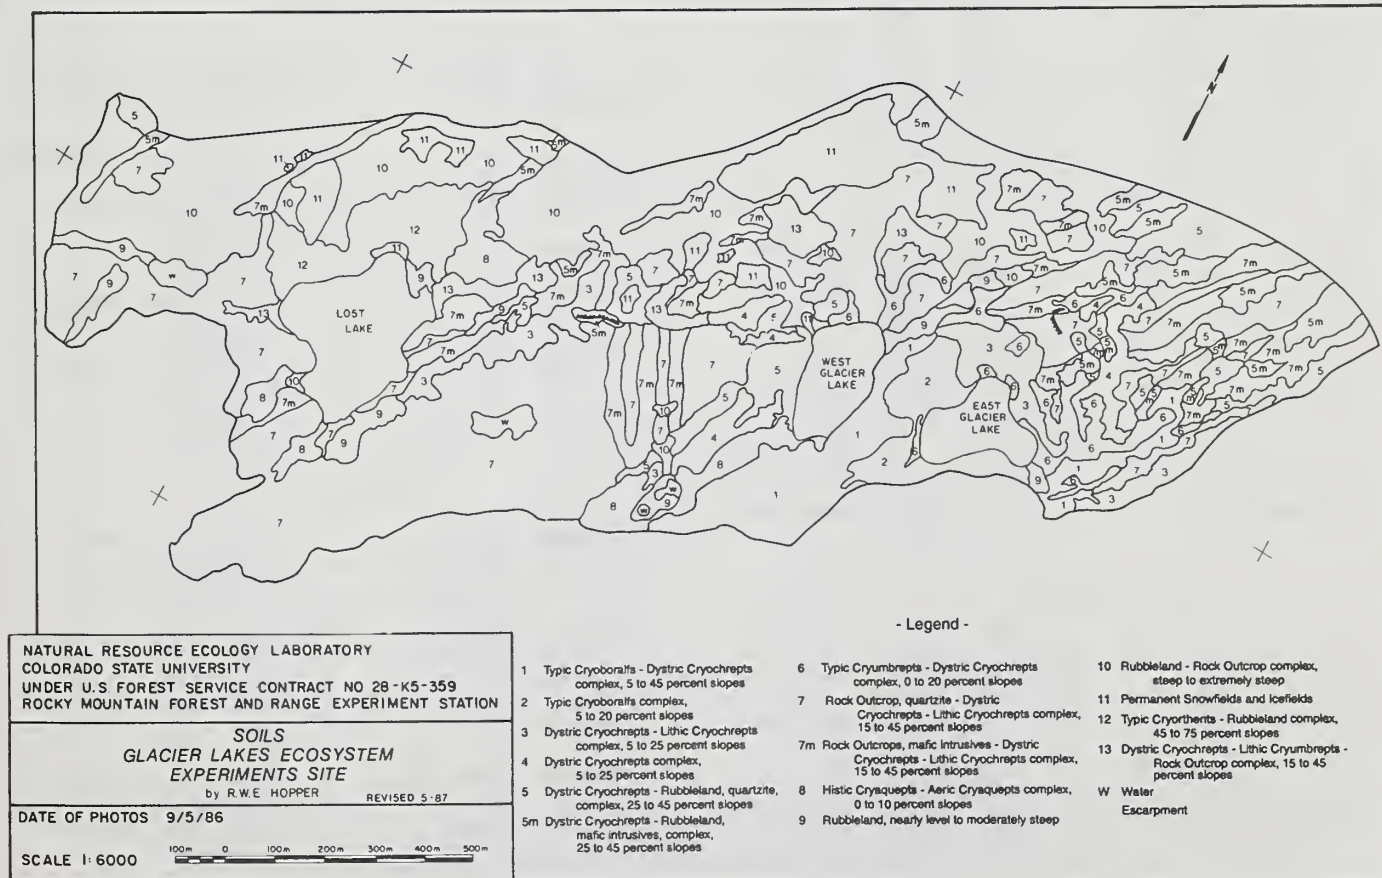 N
LOST
LAKE
WEST
GLACIER
LAKE
EAST
GLACIER
LAKE
NATURAL RESOURCE ECOLOGY LABORATORY
COLORADO STATE UNIVERSITY
UNDER U.S. FOREST SERVICE CONTRACT NO 28-K5-359
ROCKY MOUNTAIN FOREST AND RANGE EXPERIMENT STATION
SOILS
GLACIER LAKES ECOSYSTEM
EXPERIMENTS SITE
by R.W.E HOPPER
REVISED 5-87
DATE OF PHOTOS 9/5/86
SCALE 1:6000
100m 0 100m 200m 300m 400m 500m
- Legend -
1 Typic Cryoboralfs - Dystric Cryochrepts
complex, 5 to 45 percent slopes
2 Typic Cryoboralfs complex,
5 to 20 percent slopes
3 Dystric Cryochrepts - Lithic Cryochrepts
complex, 5 to 25 percent slopes
4 Dystric Cryochrepts complex,
5 to 25 percent slopes
5 Dystric Cryochrepts - Rubbleland, quartzite,
complex, 25 to 45 percent slopes
5m Dystric Cryochrepts - Rubbleland,
mafic intrusives, complex,
25 to 45 percent slopes
6 Typic Cryumbrepts - Dystric Cryochrepts
complex, 0 to 20 percent slopes
7 Rock Outcrop, quartzite - Dystric
Cryochrepts - Lithic Cryochrepts complex,
15 to 45 percent slopes
7m Rock Outcrops, mafic intrusives - Dystric
Cryochrepts - Lithic Cryochrepts complex,
15 to 45 percent slopes
8 Histic Cryaquepts - Aeric Cryaquepts complex,
0 to 10 percent slopes
9 Rubbleland, nearly level to moderately steep
10 Rubbleland - Rock Outcrop complex,
steep to extremely steep
11 Permanent Snowfields and Icefields
12 Typic Cryorthents - Rubbleland complex,
45 to 75 percent slopes
13 Dystric Cryochrepts - Lithic Cryumbrepts -
Rock Outcrop complex, 15 to 45
percent slopes
W Water
Escarpment